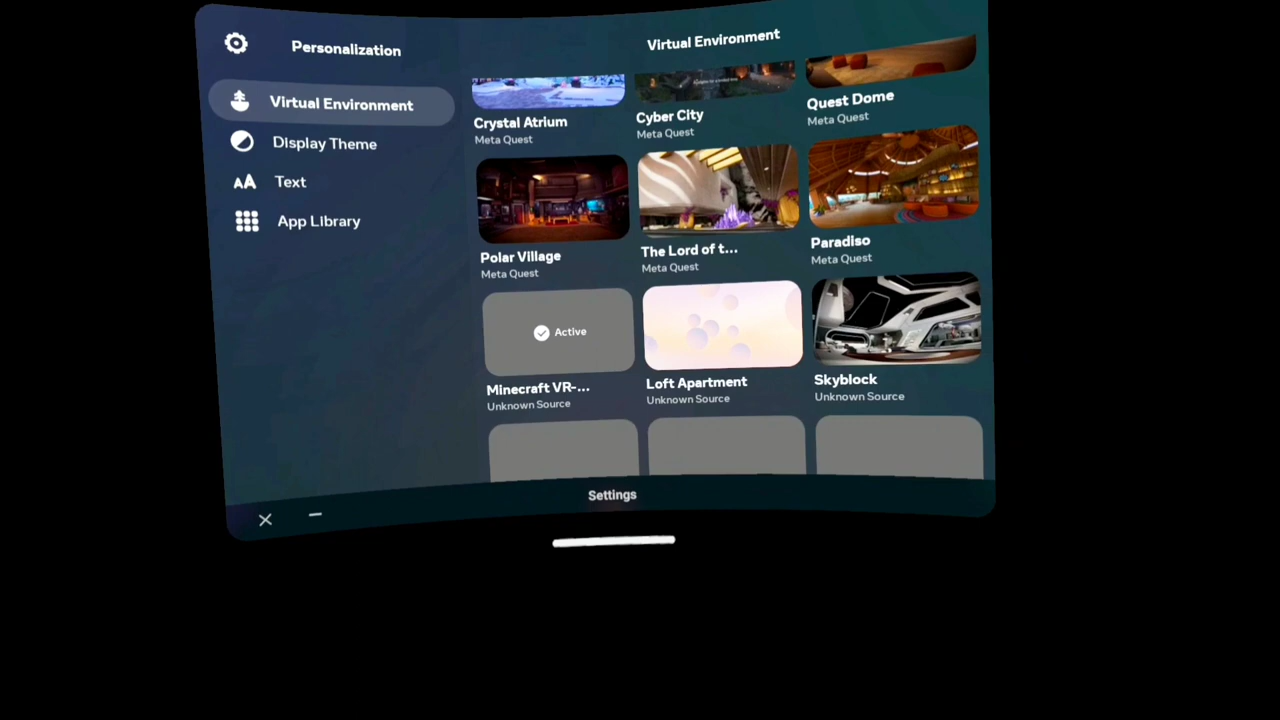 Personalization
Virtual Environment
Display Theme
Text
App Library
Virtual Environment
Crystal Atrium
Meta Quest
Cyber City
Meta Quest
Quest Dome
Meta Quest
Polar Village
Meta Quest
The Lord of t...
Meta Quest
Paradiso
Meta Quest
Active
Minecraft VR-...
Unknown Source
Loft Apartment
Unknown Source
Skyblock
Unknown Source
Settings